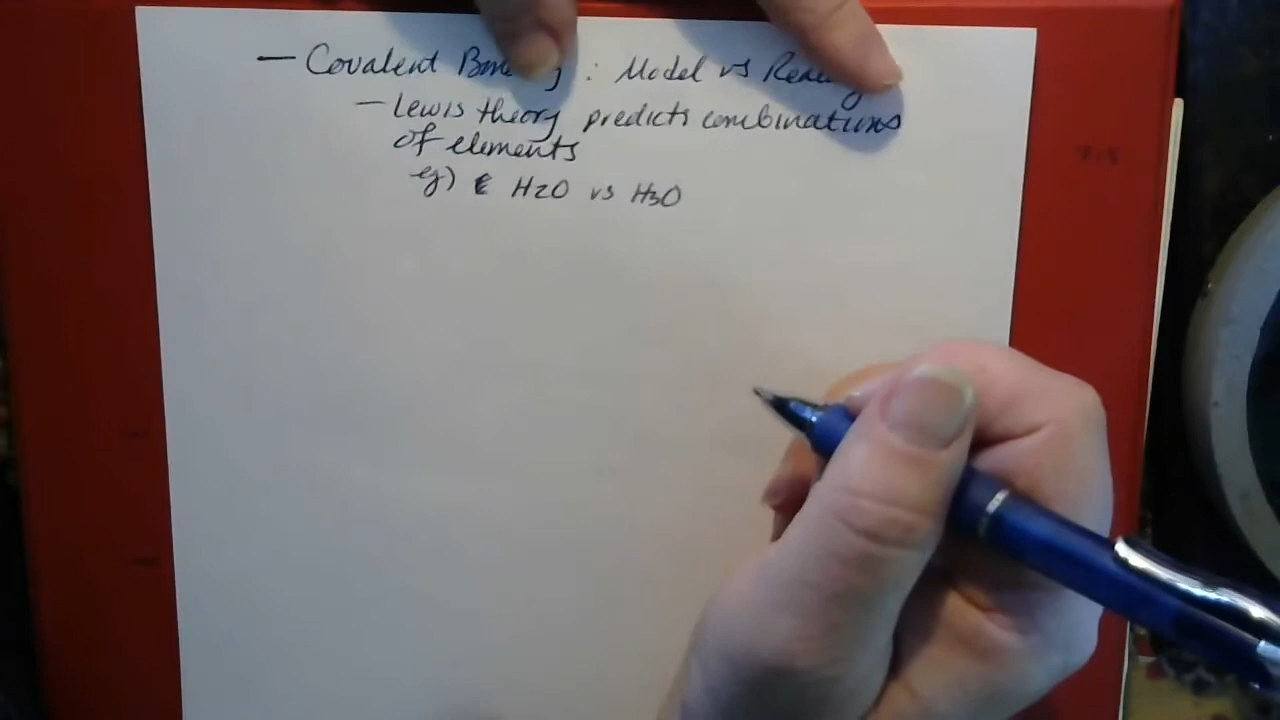 — Covalent : Model vs
— Lewis theory predicts combinations
of elements
eg) H2O vs H3O